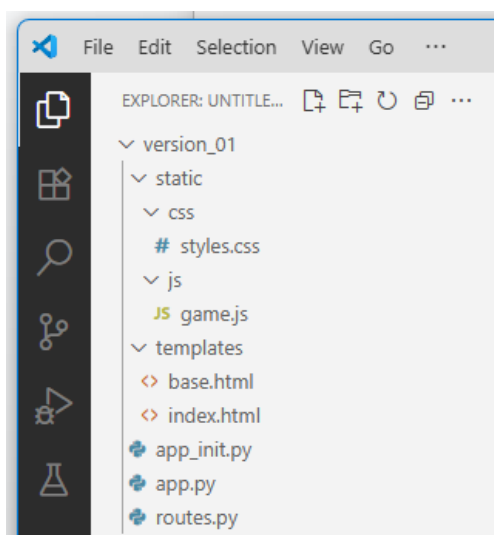 File Edit Selection View Go ...
EXPLORER: UNTITLE... ...
version_01
static
css
# styles.css
js
JS game.js
templates
<> base.html
<> index.html
app_init.py
app.py
routes.py